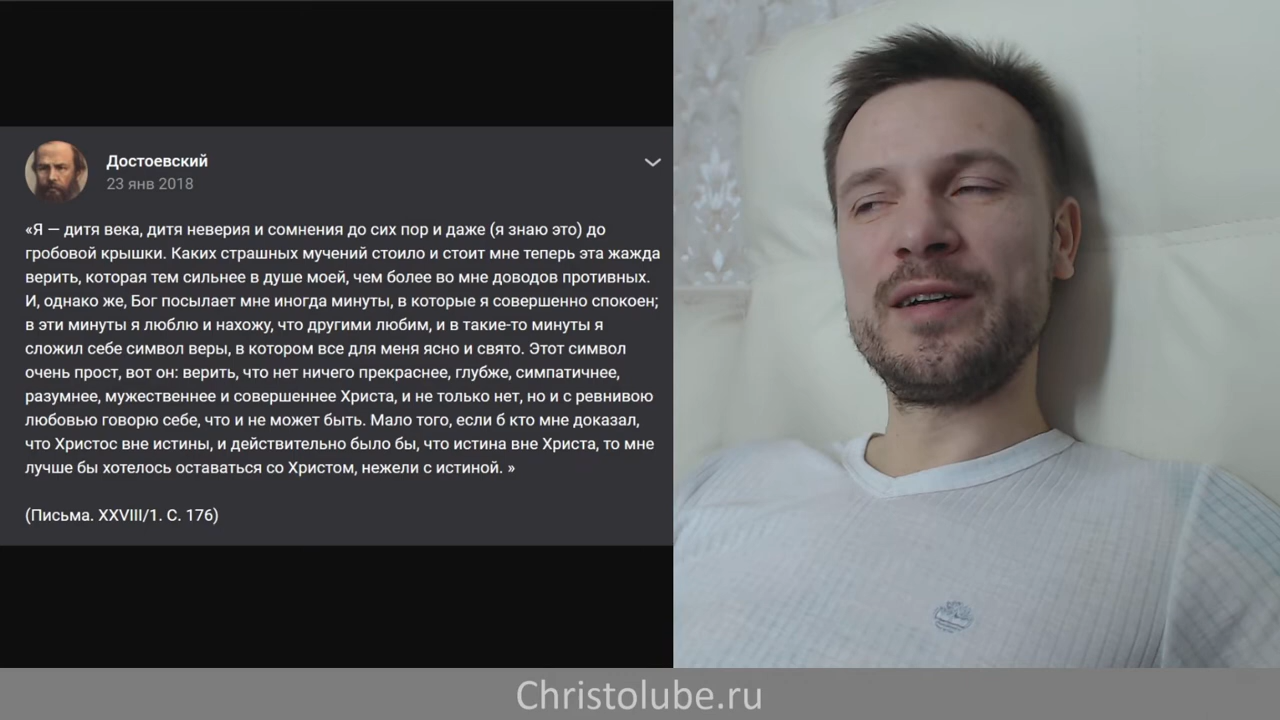 Достоевский
23 янв 2018
«Я — дитя века, дитя неверия и сомнения до сих пор и даже (я знаю это) до
гробовой крышки. Каких страшных мучений стоило и стоит мне теперь эта жажда
верить, которая тем сильнее в душе моей, чем более во мне доводов противных.
И, однако же, Бог посылает мне иногда минуты, в которые я совершенно спокоен;
в эти минуты я люблю и нахожу, что другими любим, и в такие-то минуты я
сложил себе символ веры, в котором все для меня ясно и свято. Этот символ
очень прост, вот он: верить, что нет ничего прекраснее, глубже, симпатичнее,
разумнее, мужественнее и совершеннее Христа, и не только нет, но и с ревнивою
любовью говорю себе, что и не может быть. Мало того, если б кто мне доказал,
что Христос вне истины, и действительно было бы, что истина вне Христа, то мне
лучше бы хотелось оставаться со Христом, нежели с истиной. »
(Письма. XXVIII/1. С. 176)
Christolube.ru